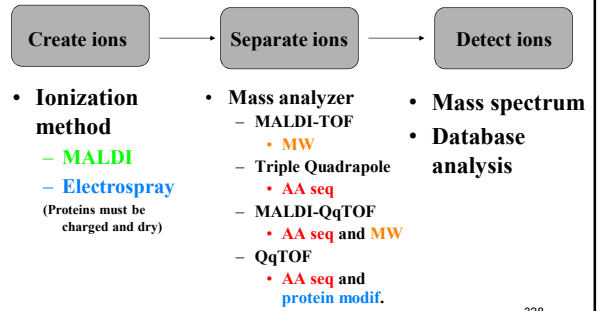 Create ions
Separate ions
Detect ions
• Ionization
method
– MALDI
– Electrospray
(Proteins must be
charged and dry)
• Mass analyzer
– MALDI-TOF
• MW
– Triple Quadrapole
• AA seq
– MALDI-QqTOF
• AA seq and MW
– QqTOF
• AA seq and
protein modif.
• Mass spectrum
• Database
analysis
328